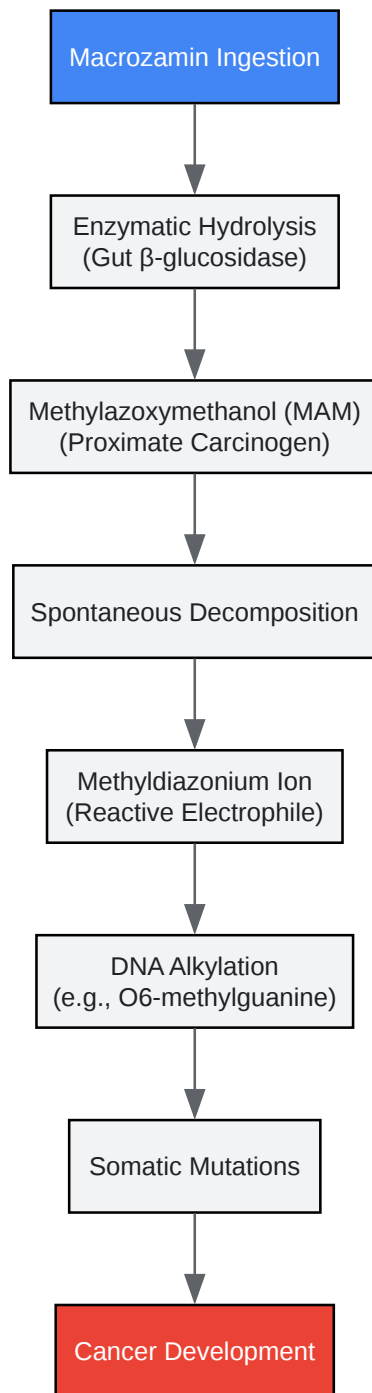 Macrozamin Ingestion
Enzymatic Hydrolysis
(Gut β-glucosidase)
Methylazoxymethanol (MAM)
(Proximate Carcinogen)
Spontaneous Decomposition
Methyldiazonium Ion
(Reactive Electrophile)
DNA Alkylation
(e.g., O6-methylguanine)
Somatic Mutations
Cancer Development